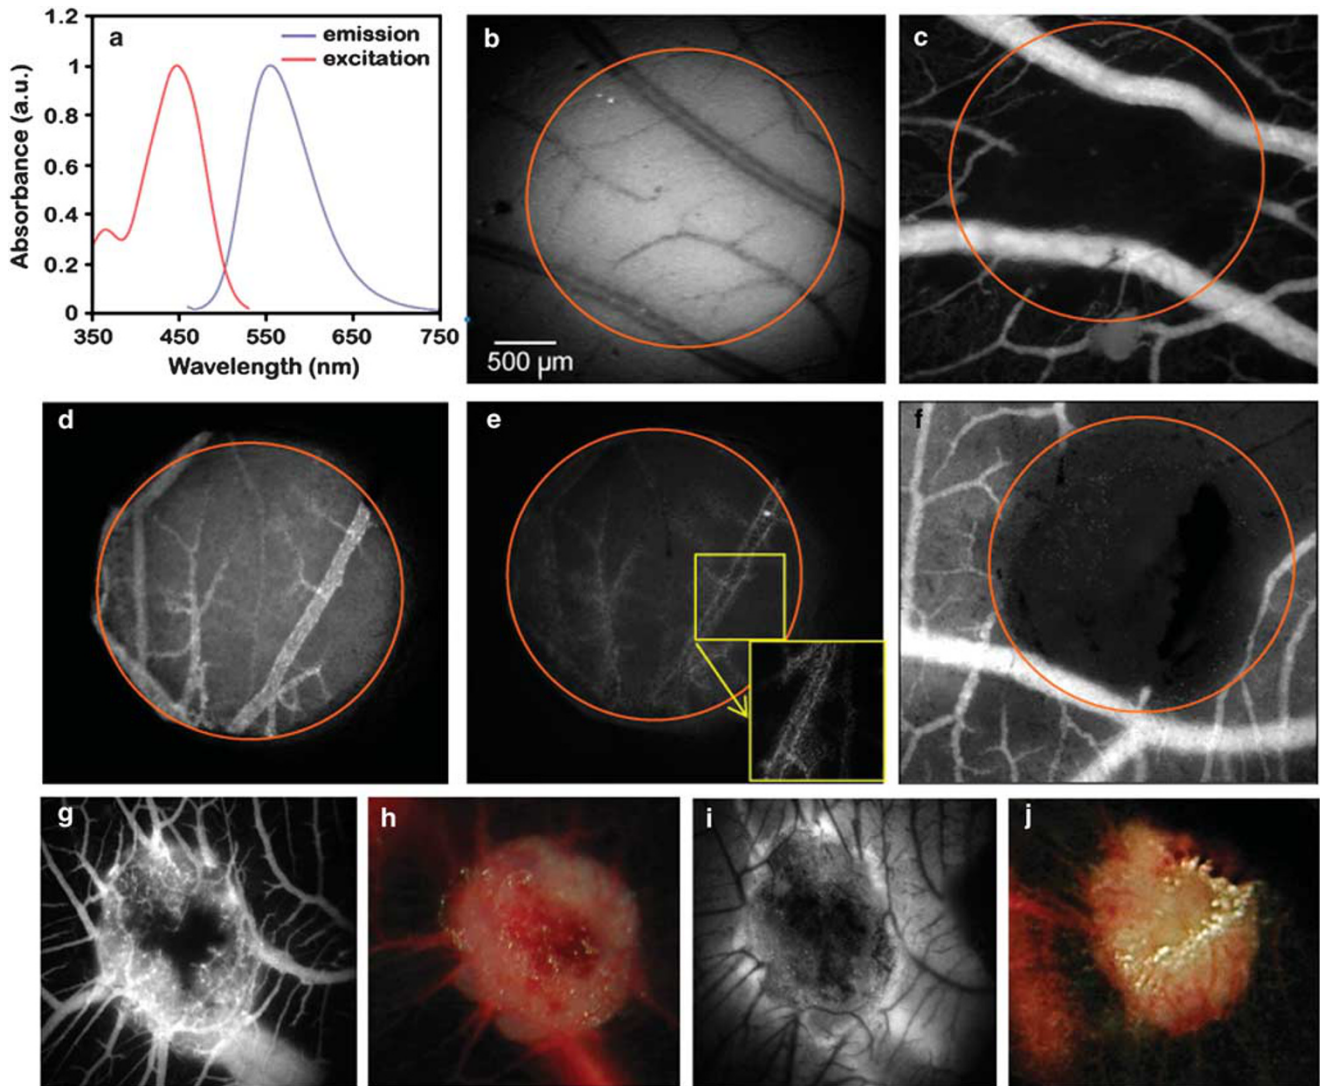 a
emission
excitation
1.2
1
0.8
0.6
0.4
0.2
0
Absorbance (a.u.)
350 450 550 650 750
Wavelength (nm)
b
500 µm
c
d
e
f
g
h
i
j